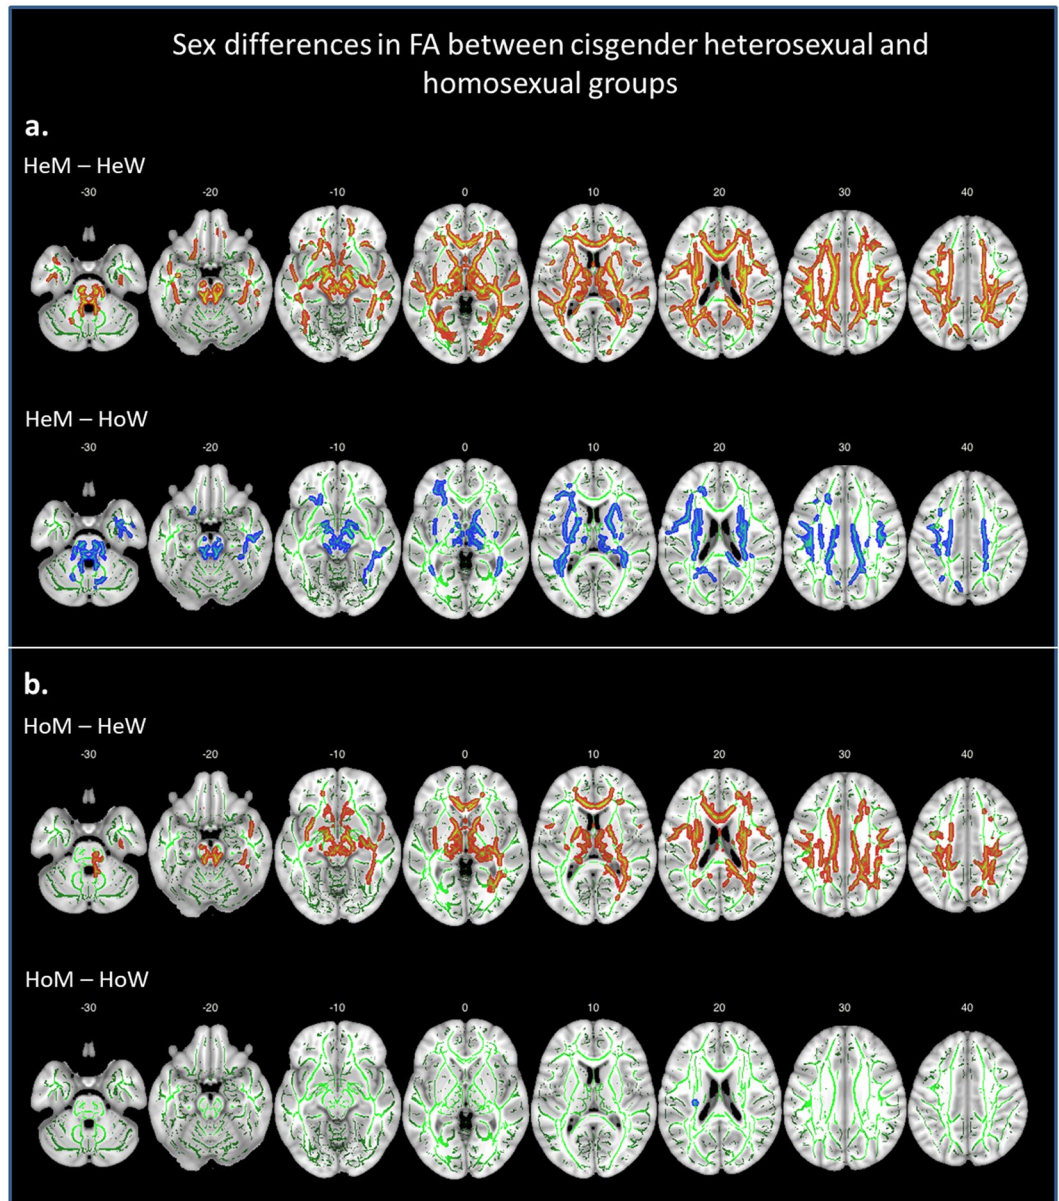 Sex differences in FA between cisgender heterosexual and
homosexual groups
a.
HeM – HeW
-30 -20 -10 0 10 20 30 40
HeM – HoW
-30 -20 -10 0 10 20 30 40
b.
HoM – HeW
-30 -20 -10 0 10 20 30 40
HoM – HoW
-30 -20 -10 0 10 20 30 40